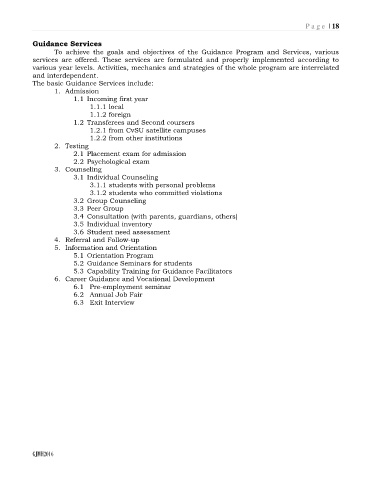 Page | 18
Guidance Services
To achieve the goals and objectives of the Guidance Program and Services, various
services are offered. These services are formulated and properly implemented according to
various year levels. Activities, mechanics and strategies of the whole program are interrelated
and interdependent.
The basic Guidance Services include:
1. Admission
1.1 Incoming first year
1.1.1 local
1.1.2 foreign
1.2 Transferees and Second coursers
1.2.1 from CvSU satellite campuses
1.2.2 from other institutions
2. Testing
2.1 Placement exam for admission
2.2 Psychological exam
3. Counseling
3.1 Individual Counseling
3.1.1 students with personal problems
3.1.2 students who committed violations
3.2 Group Counseling
3.3 Peer Group
3.4 Consultation (with parents, guardians, others)
3.5 Individual inventory
3.6 Student need assessment
4. Referral and Follow-up
5. Information and Orientation
5.1 Orientation Program
5.2 Guidance Seminars for students
5.3 Capability Training for Guidance Facilitators
6. Career Guidance and Vocational Development
6.1 Pre-employment seminar
6.2 Annual Job Fair
6.3 Exit Interview
2016